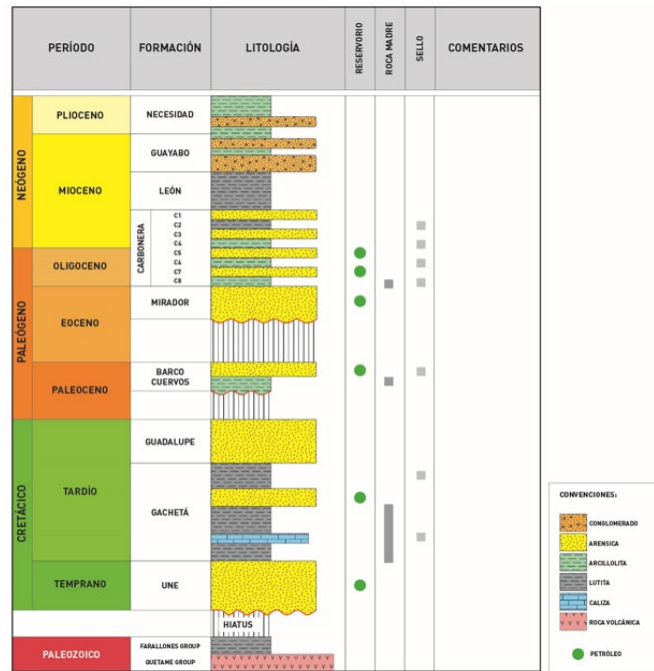 PERÍODO
FORMACIÓN
LITOLOGÍA
RESERVORIO
ROCA MADRE
SELLO
COMENTARIOS
NEÓGENO
PLIOCENO
NECESIDAD
MIOCENO
GUAYABO
LEÓN
CARBONERA
C1
C2
C3
C4
C5
C6
C7
C8
PALEÓGENO
OLIGOCENO
EOCENO
MIRADOR
PALEOCENO
BARCO
CUERVOS
CRETÁCICO
TARDÍO
GUADALUPE
GACHETÁ
TEMPRANO
UNE
HIATUS
PALEOZOICO
FARALLONES GROUP
QUETAME GROUP
CONVENCIONES:
CONGLOMERADO
ARENSICA
ARCILLOLITA
LUTITA
CALIZA
ROCA VOLCÁNICA
PETRÓLEO